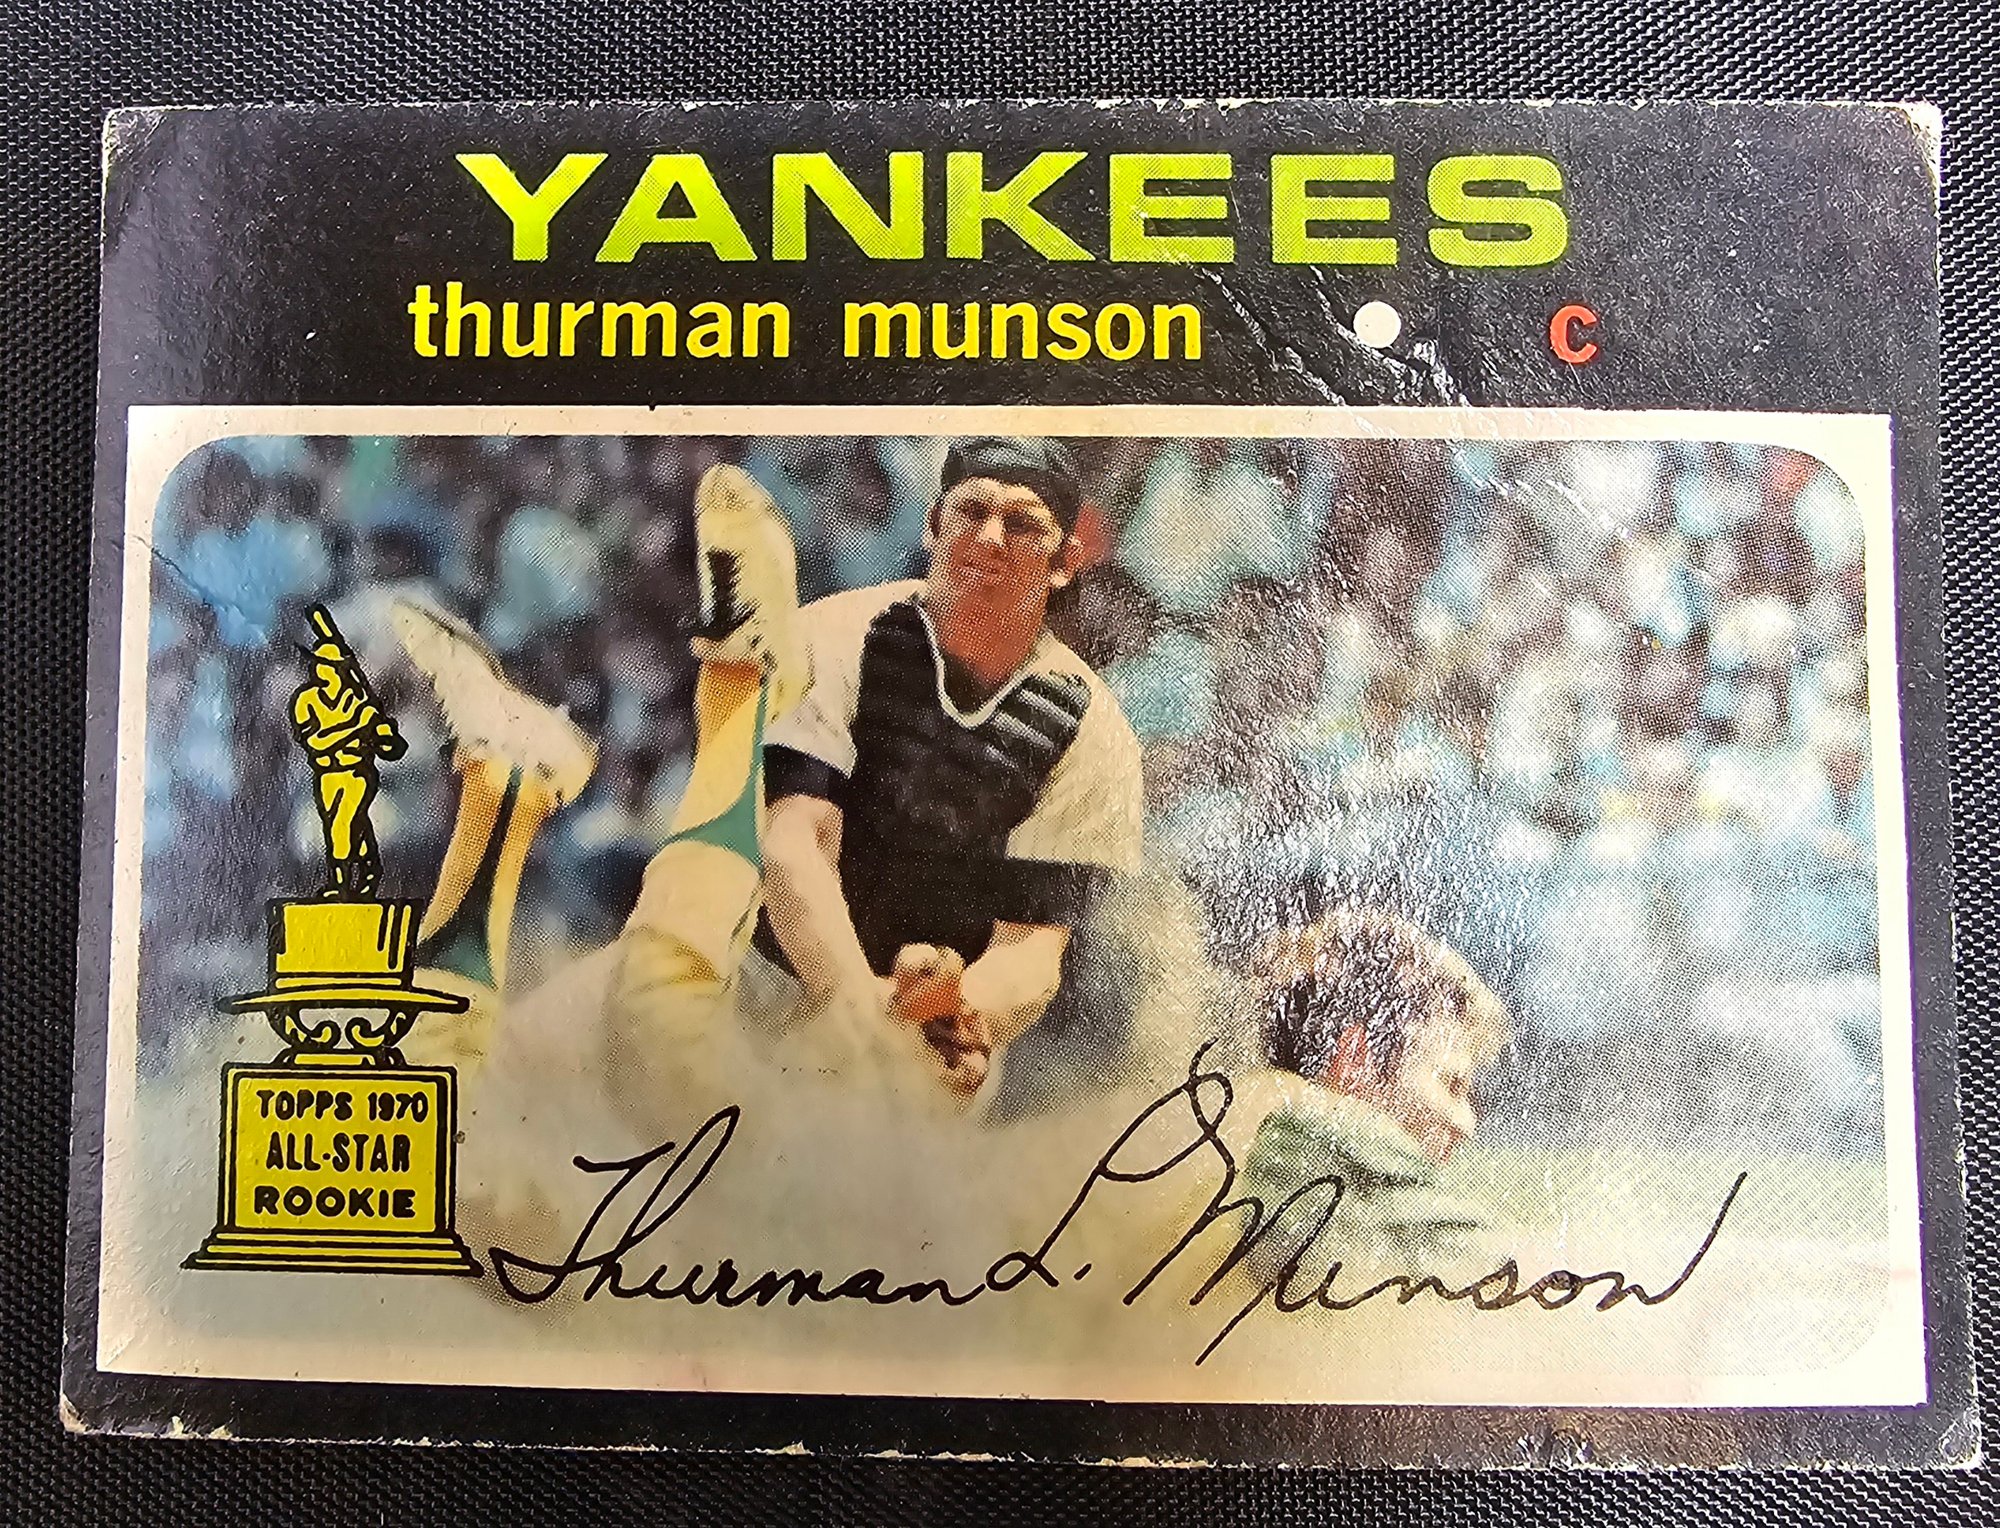 YANKEES
thurman munson • c
TOPPS 1970
ALL-STAR
ROOKIE
Thurman L. Munson